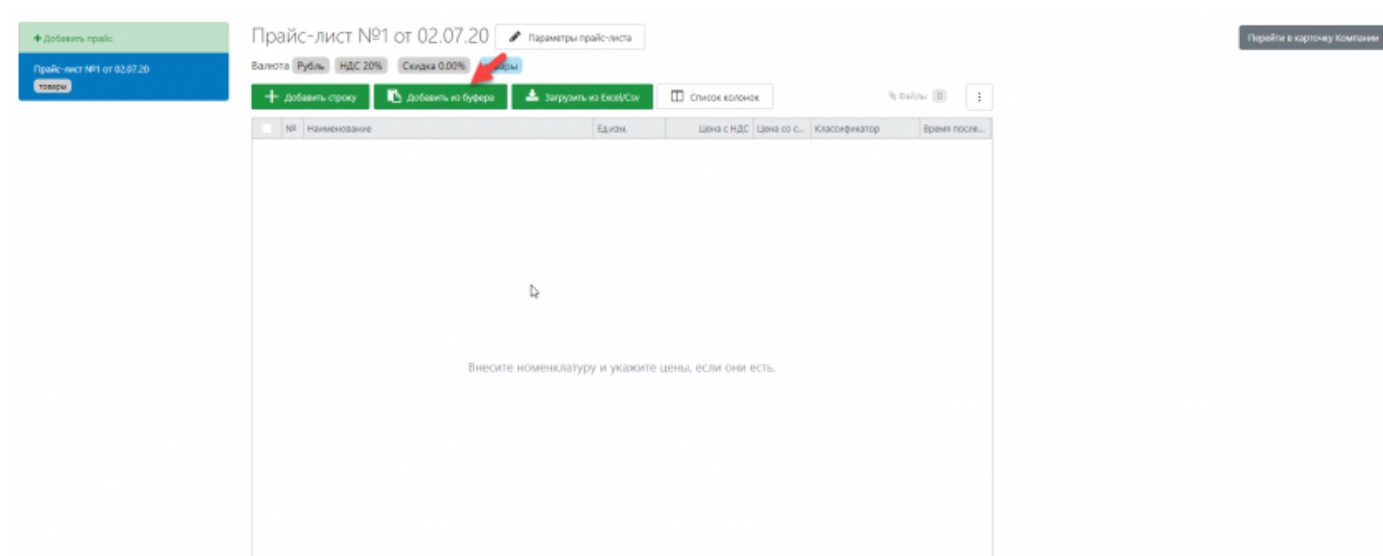 + Добавить прайс
Прайс-лист №1 от 02.07.20
товары
Прайс-лист №1 от 02.07.20
Параметры прайс-листа
Перейти в карточку Компании
Валюта Рубль НДС 20% Скидка 0.00%
+ Добавить строку
Добавить из буфера
Загрузить из Excel/Csv
Список колонок
Файлы 0
№ Наименование Ед.изм. Цена с НДС Цена со с... Классификатор Время после...
Внесите номенклатуру и укажите цены, если они есть.